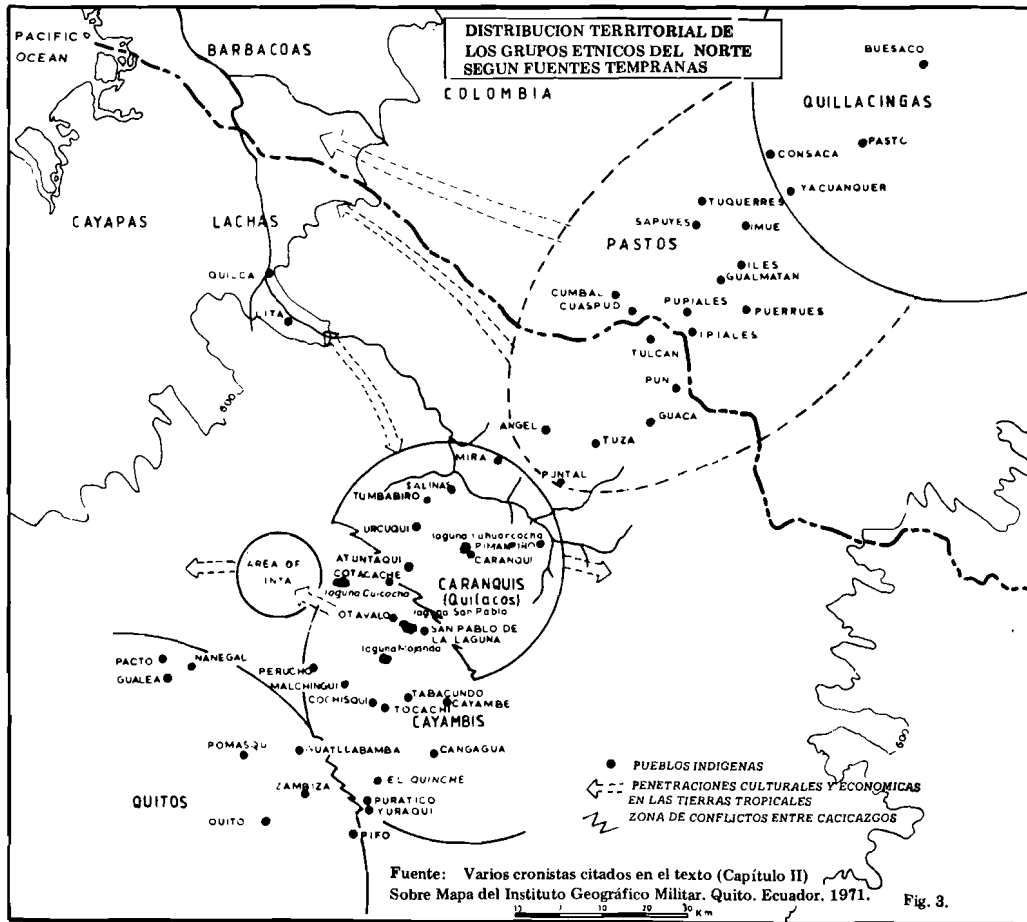 DISTRIBUCION TERRITORIAL DE
LOS GRUPOS ETNICOS DEL NORTE
SEGUN FUENTES TEMPRANAS
PACIFIC
OCEAN
BARBACOAS
COLOMBIA
BUESACO
QUILLACINGAS
PASTO
CONSACA
YACUANQUER
TUQUERRES
SAPUYES
IMUE
PASTOS
ILES
GUALMATAN
CUMBAL
CUASPUD
PUPIALES
PUERRUES
IPIALES
TULCAN
PUN
GUACA
ANGEL
TUZA
PUNTAL
CAYAPAS
LACHAS
QUILCA
LITA
600
MIRA
SALINAS
TUMBABIRO
URCUQUI
laguna Yahuarcocha
PIMANPIRO
CARANQUI
ATUNTAQUI
COTACACHE
laguna Cuicocha
CARANQUIS
(Quilacos)
AREA OF
INTA
OTAVALO
laguna San Pablo
SAN PABLO DE
LA LAGUNA
laguna Mojanda
PACTO
NANEGAL
GUALEA
PERUCHO
MALCHINGUI
COCHISQUI
TABACUNDO
CAYAMBE
TOCACHI
CAYAMBIS
POMASQUI
GUAYLLABAMBA
CANGAGUA
EL QUINCHE
ZAMBIZA
PURATICO
YURAQUI
QUITOS
QUITO
PIFO
600
PUEBLOS INDIGENAS
PENETRACIONES CULTURALES Y ECONOMICAS
EN LAS TIERRAS TROPICALES
ZONA DE CONFLICTOS ENTRE CACICAZGOS
Fuente: Varios cronistas citados en el texto (Capítulo II)
Sobre Mapa del Instituto Geográfico Militar. Quito. Ecuador. 1971.
Fig. 3.
10 0 10 20 30 Km